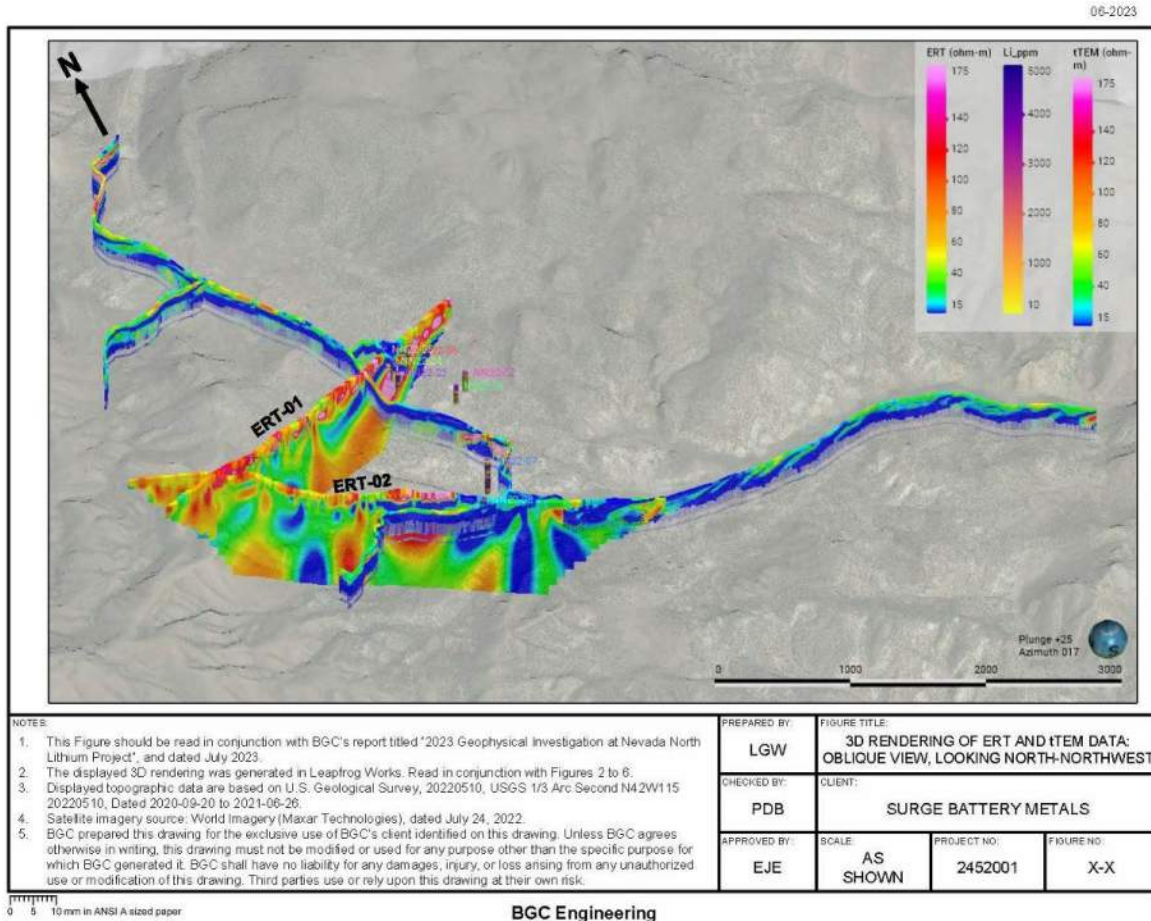 06-2023
N
ERT (ohm-m) Li_ppm tTEM (ohm-m)
175 5000 175
140 4000 140
120 3000 120
100 100
80 2000 80
60 60
40 1000 40
15 10 15
ERT-01
ERT-02
Plunge +25
Azimuth 017
S
0 1000 2000 3000
NOTES:
1. This Figure should be read in conjunction with BGC's report titled "2023 Geophysical Investigation at Nevada North
Lithium Project", and dated July 2023.
2. The displayed 3D rendering was generated in Leapfrog Works. Read in conjunction with Figures 2 to 6.
3. Displayed topographic data are based on U.S. Geological Survey, 20220510, USGS 1/3 Arc Second N42W115
20220510, Dated 2020-09-20 to 2021-06-26.
4. Satellite imagery source: World Imagery (Maxar Technologies), dated July 24, 2022.
5. BGC prepared this drawing for the exclusive use of BGC's client identified on this drawing. Unless BGC agrees
otherwise in writing, this drawing must not be modified or used for any purpose other than the specific purpose for
which BGC generated it. BGC shall have no liability for any damages, injury, or loss arising from any unauthorized
use or modification of this drawing. Third parties use or rely upon this drawing at their own risk.
PREPARED BY:
LGW
FIGURE TITLE:
3D RENDERING OF ERT AND tTEM DATA:
OBLIQUE VIEW, LOOKING NORTH-NORTHWEST
CHECKED BY:
PDB
CLIENT:
SURGE BATTERY METALS
APPROVED BY:
EJE
SCALE:
AS
SHOWN
PROJECT NO:
2452001
FIGURE NO:
X-X
0 5 10 mm in ANSI A sized paper
BGC Engineering